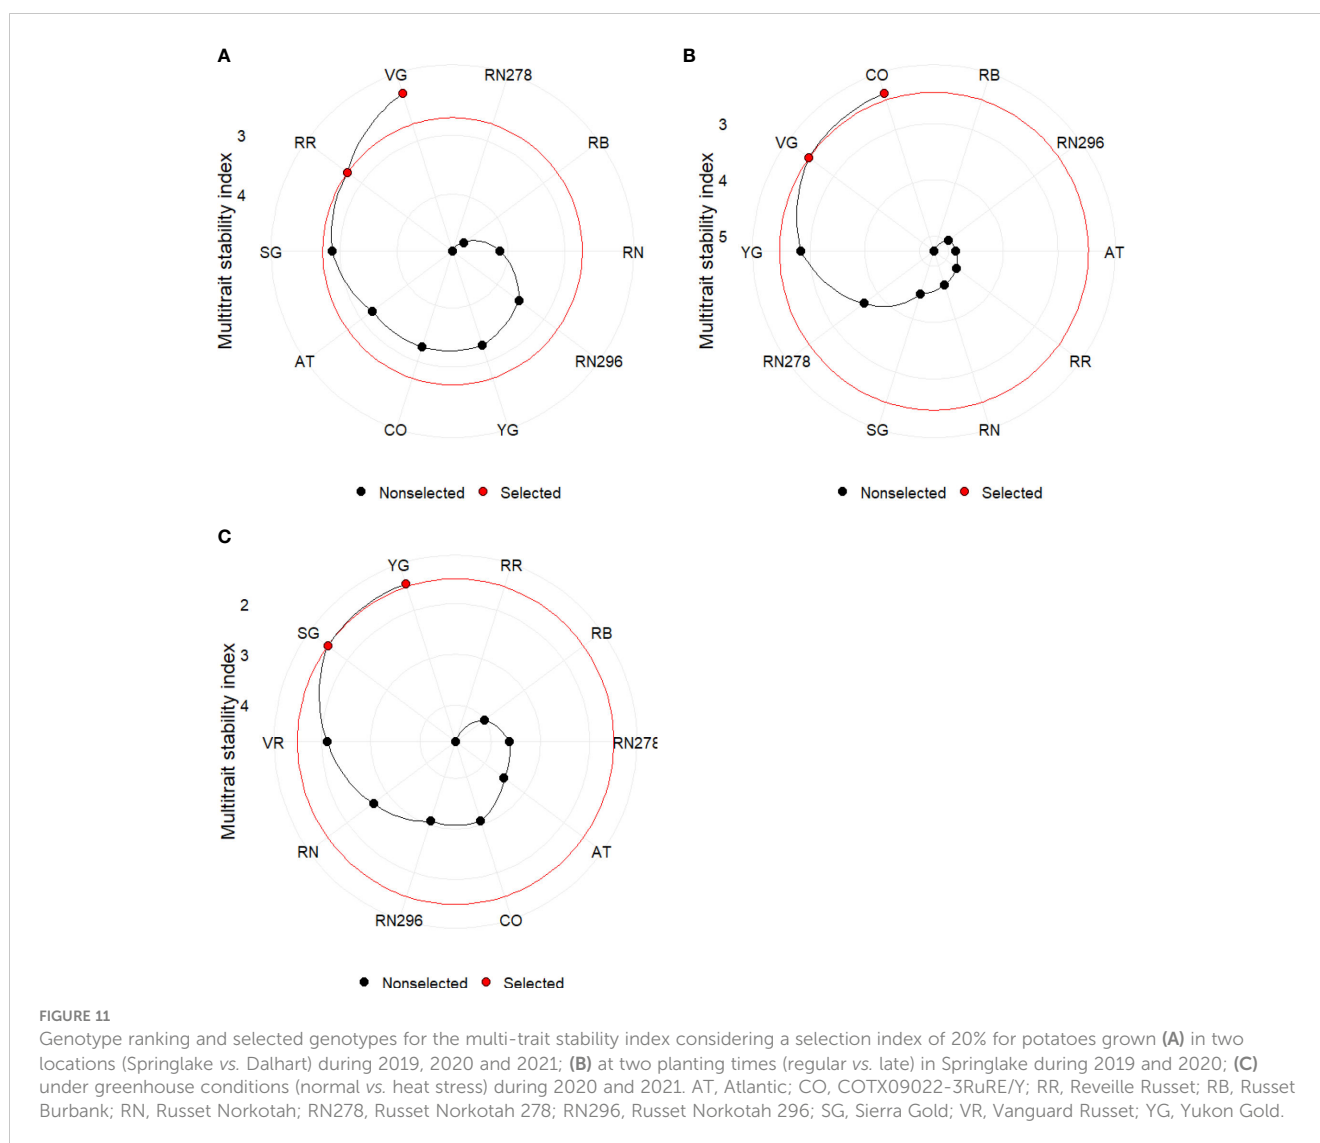 A
VG
RN278
RR
RB
3
4
Multitrait stability index
SG
RN
AT
RN296
CO
YG
Nonselected
Selected
B
CO
RB
VG
RN296
3
4
5
Multitrait stability index
YG
AT
RN278
RR
SG
RN
Nonselected
Selected
C
YG
RR
SG
RB
2
3
4
Multitrait stability index
VR
RN278
RN
AT
RN296
CO
Nonselected
Selected
FIGURE 11
Genotype ranking and selected genotypes for the multi-trait stability index considering a selection index of 20% for potatoes grown (A) in two
locations (Springlake vs. Dalhart) during 2019, 2020 and 2021; (B) at two planting times (regular vs. late) in Springlake during 2019 and 2020; (C)
under greenhouse conditions (normal vs. heat stress) during 2020 and 2021. AT, Atlantic; CO, COTX09022-3RuRE/Y; RR, Reveille Russet; RB, Russet
Burbank; RN, Russet Norkotah; RN278, Russet Norkotah 278; RN296, Russet Norkotah 296; SG, Sierra Gold; VR, Vanguard Russet; YG, Yukon Gold.